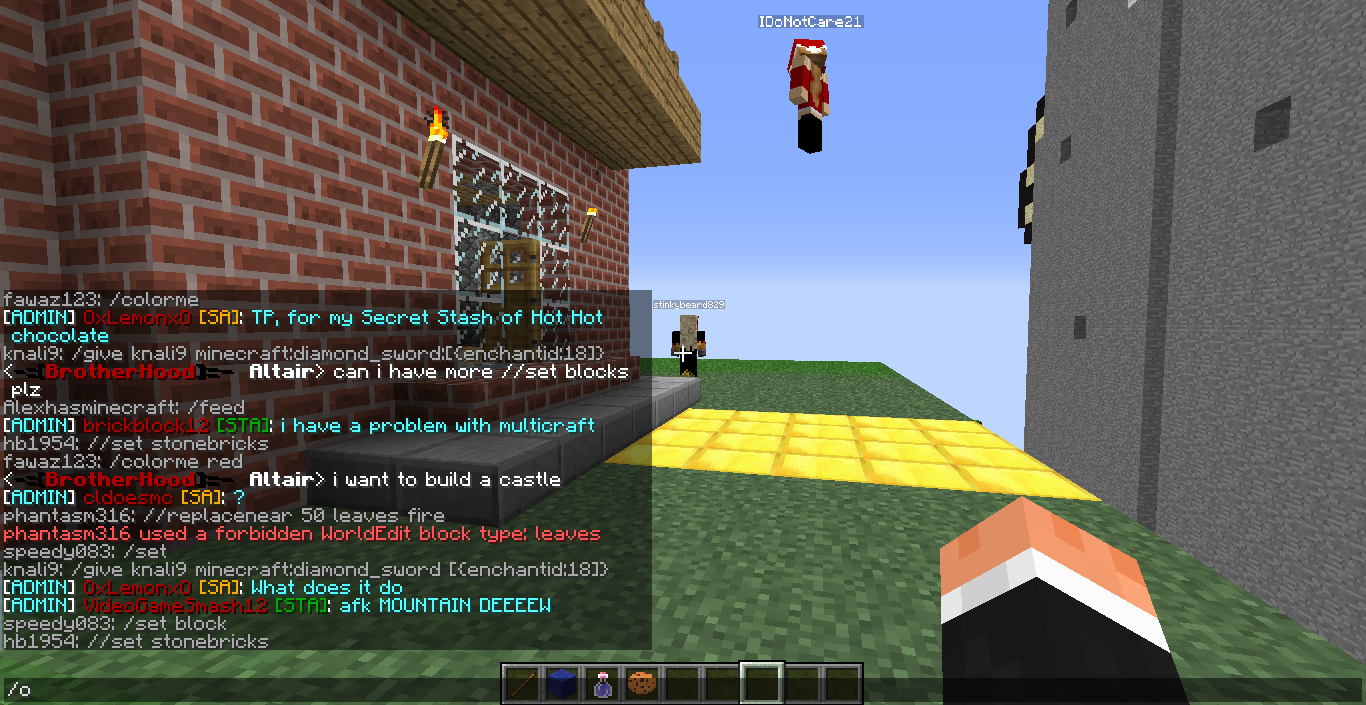 IDoNotCare21
stinkybeard829
fawaz123: /colorme
[ADMIN] 0xLemonx0 [SA]: TP, for my Secret Stash of Hot Hot
chocolate
knali9: /give knali9 minecraft:diamond_sword:[{enchantid:18]}
BrotherHood Altair> can i have more //set blocks
plz
Alexhasminecraft: /feed
[ADMIN] brickblock12 [STA]: i have a problem with multicraft
hb1954: //set stonebricks
fawaz123: /colorme red
BrotherHood Altair> i want to build a castle
[ADMIN] cldoesmc [SA]: ?
phantasm316: //replacenear 50 leaves fire
phantasm316 used a forbidden WorldEdit block type: leaves
speedy083: /set
knali9: /give knali9 minecraft:diamond_sword [{enchantid:18]}
[ADMIN] 0xLemonx0 [SA]: What does it do
[ADMIN] VideoGameSmash12 [STA]: afk MOUNTAIN DEEEEW
speedy083: /set block
hb1954: //set stonebricks
/o